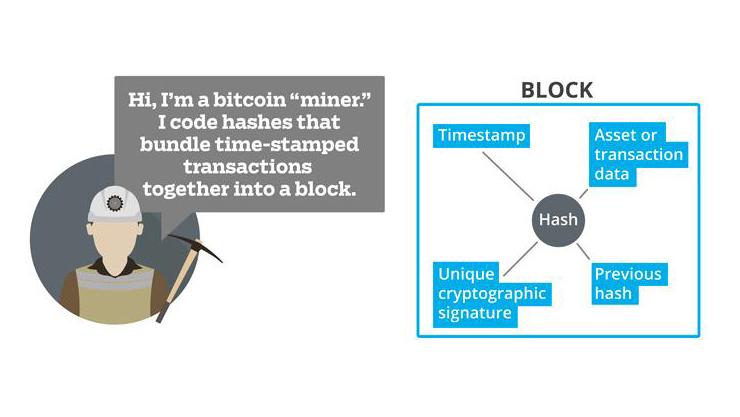 Hi, I'm a bitcoin “miner.”
I code hashes that
bundle time-stamped
transactions
together into a block.
BLOCK
Timestamp
Asset or
transaction
data
Hash
Unique
cryptographic
signature
Previous
hash